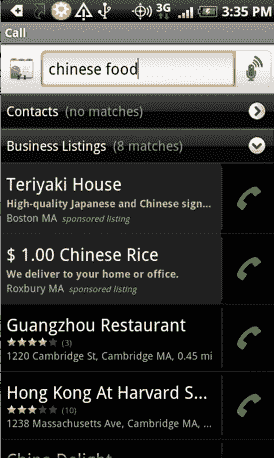 3G 3:35 PM
Call
chinese food
Contacts (no matches)
Business Listings (8 matches)
Teriyaki House
High-quality Japanese and Chinese sign...
Boston MA sponsored listing
$ 1.00 Chinese Rice
We deliver to your home or office.
Roxbury MA sponsored listing
Guangzhou Restaurant
(3)
1220 Cambridge St, Cambridge MA, 0.45 mi
Hong Kong At Harvard S...
(10)
1238 Massachusetts Ave, Cambridge MA, ...
China Delight